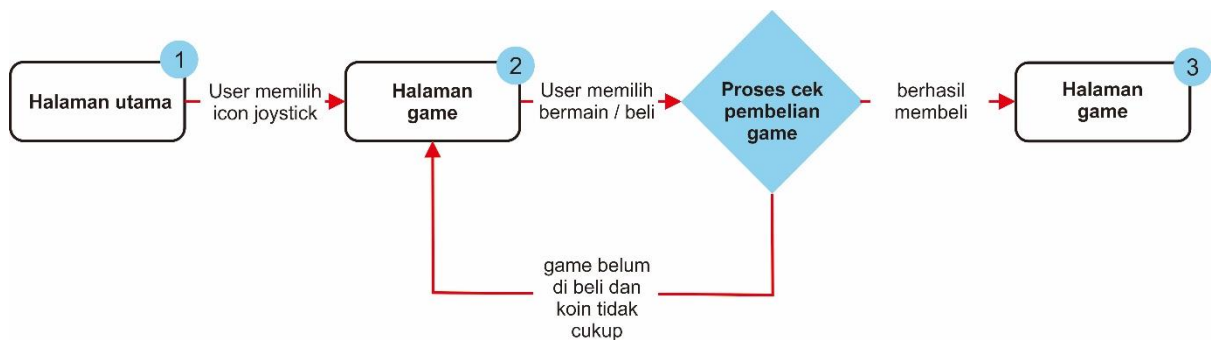 1
Halaman utama
User memilih
icon joystick
2
Halaman
game
User memilih
bermain / beli
Proses cek
pembelian
game
berhasil
membeli
3
Halaman
game
game belum
di beli dan
koin tidak
cukup